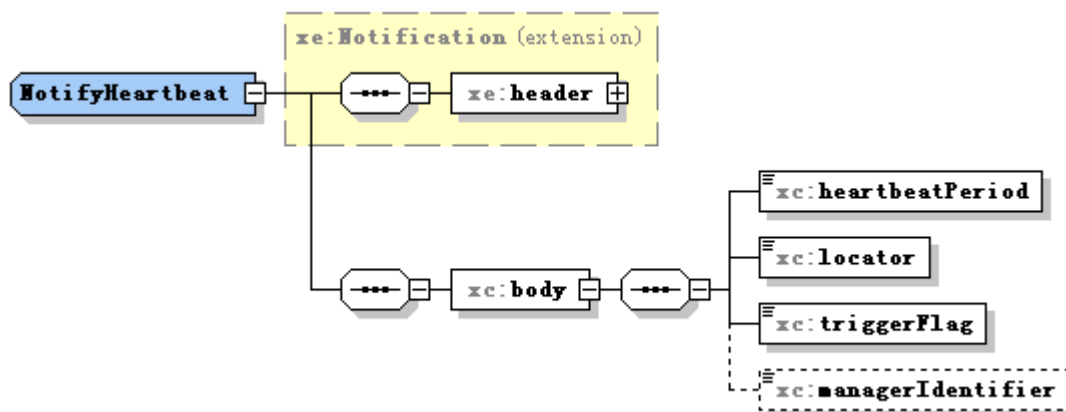 xe:Notification (extension)
NotifyHeartbeat
xe:header
xc:heartbeatPeriod
xc:locator
xc:body
xc:triggerFlag
xc:managerIdentifier